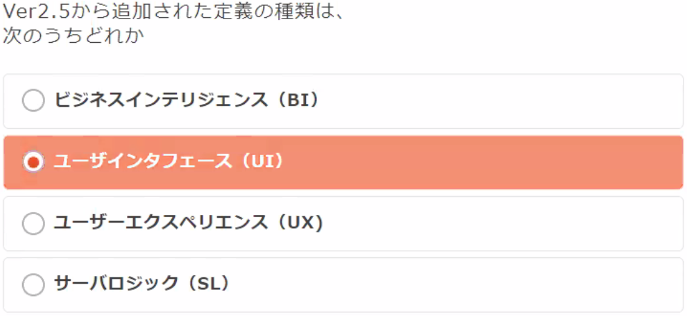 Ver2.5から追加された定義の種類は、
次のうちどれか
ビジネスインテリジェンス（BI）
ユーザインタフェース（UI）
ユーザーエクスペリエンス（UX)
サーバロジック（SL）